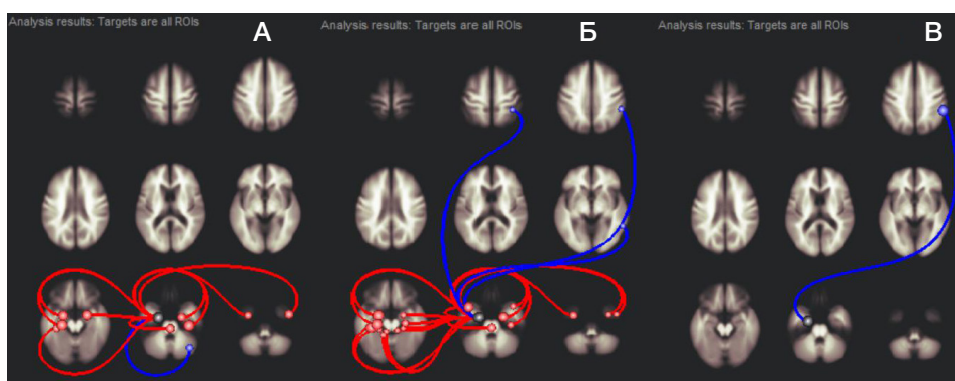 Analysis results: Targets are all ROIs
А
Analysis results: Targets are all ROIs
Б
Analysis results: Targets are all ROIs
В